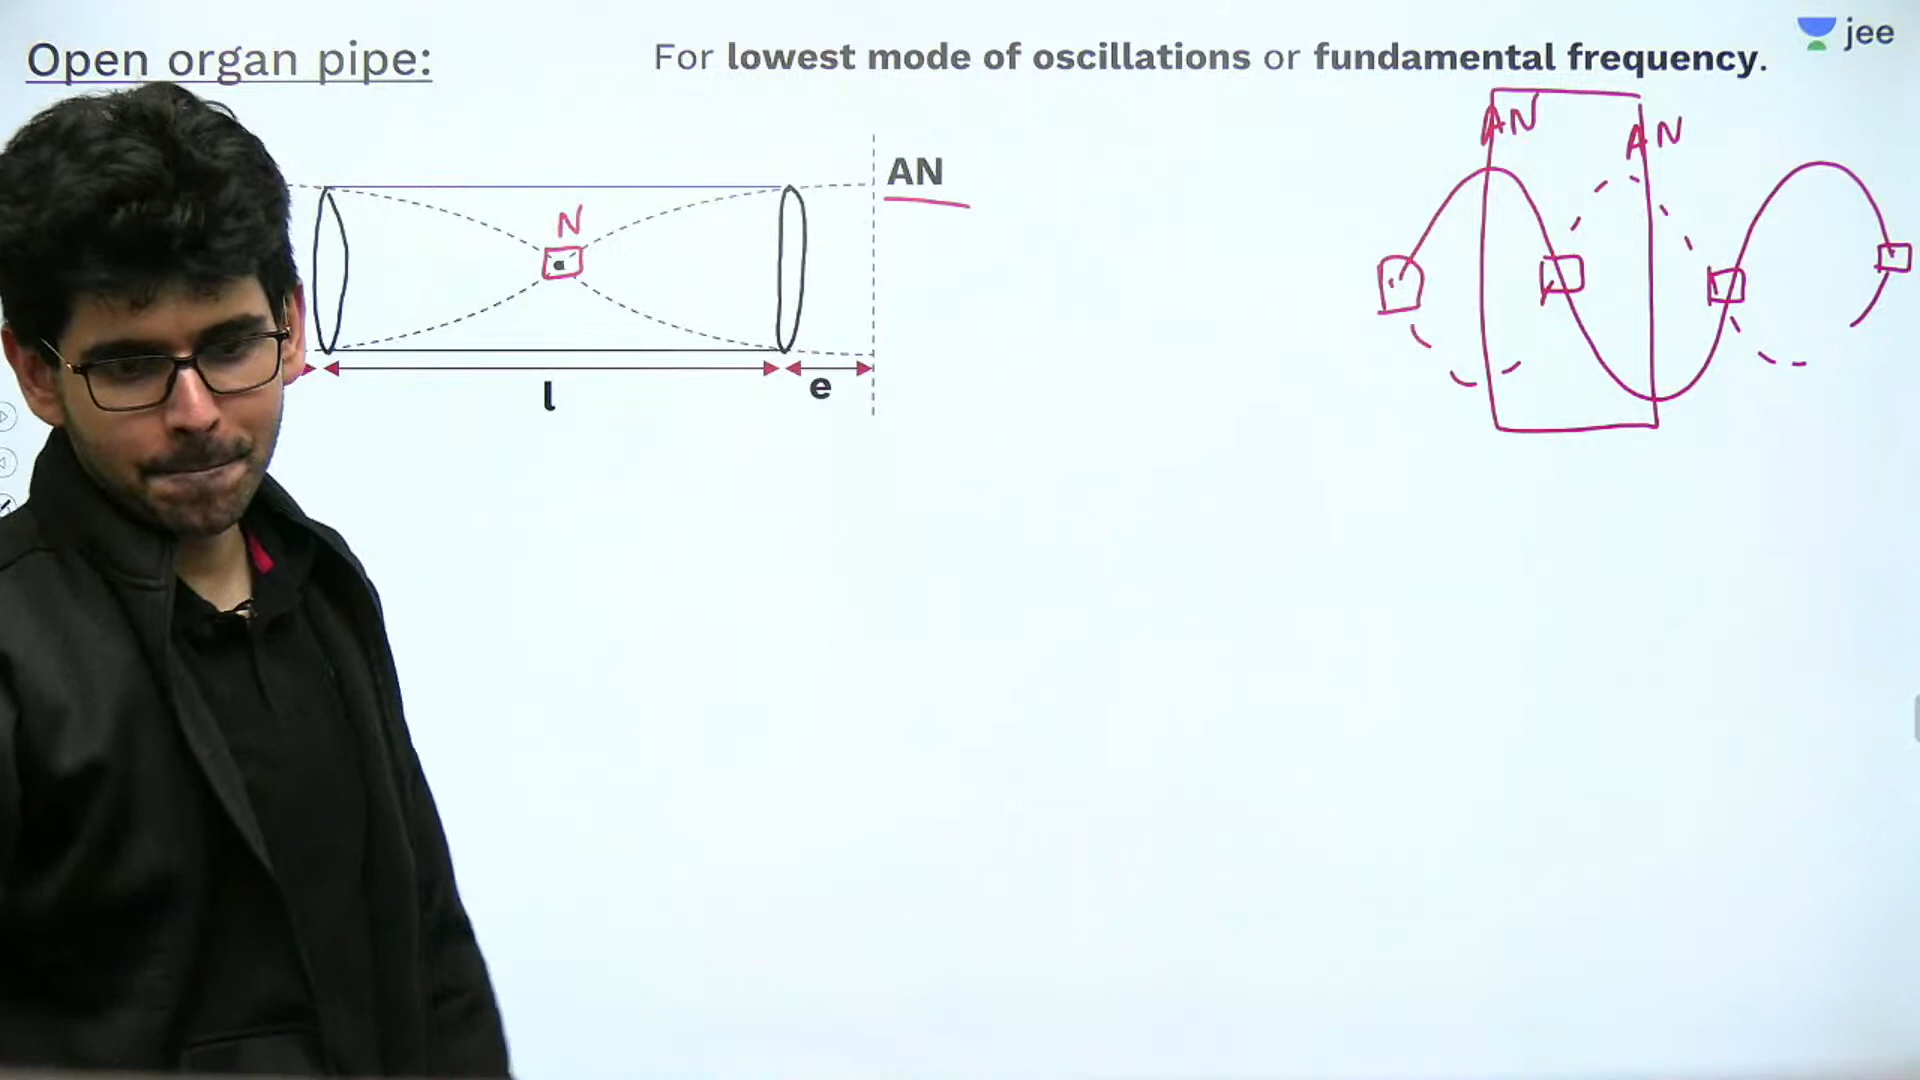 Open organ pipe:
For lowest mode of oscillations or fundamental frequency.
jee
AN
AN
AN
N
l
e